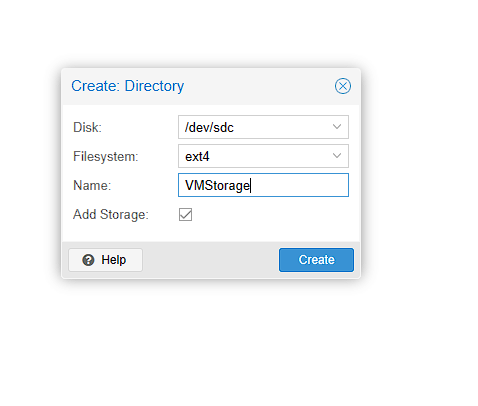 Create: Directory
Disk: /dev/sdc
Filesystem: ext4
Name: VMStorage
Add Storage:
Help Create